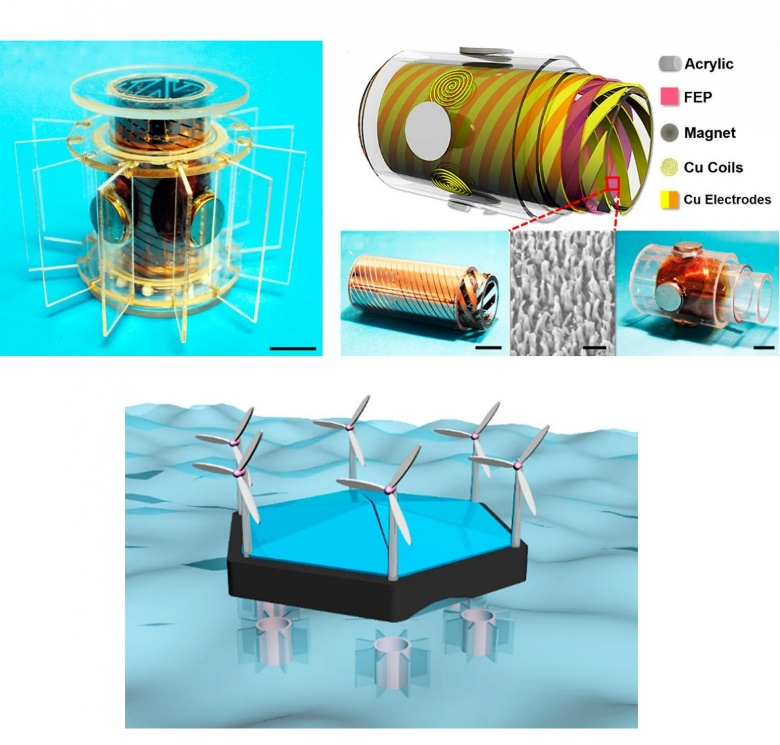 Acrylic
FEP
Magnet
Cu Coils
Cu Electrodes